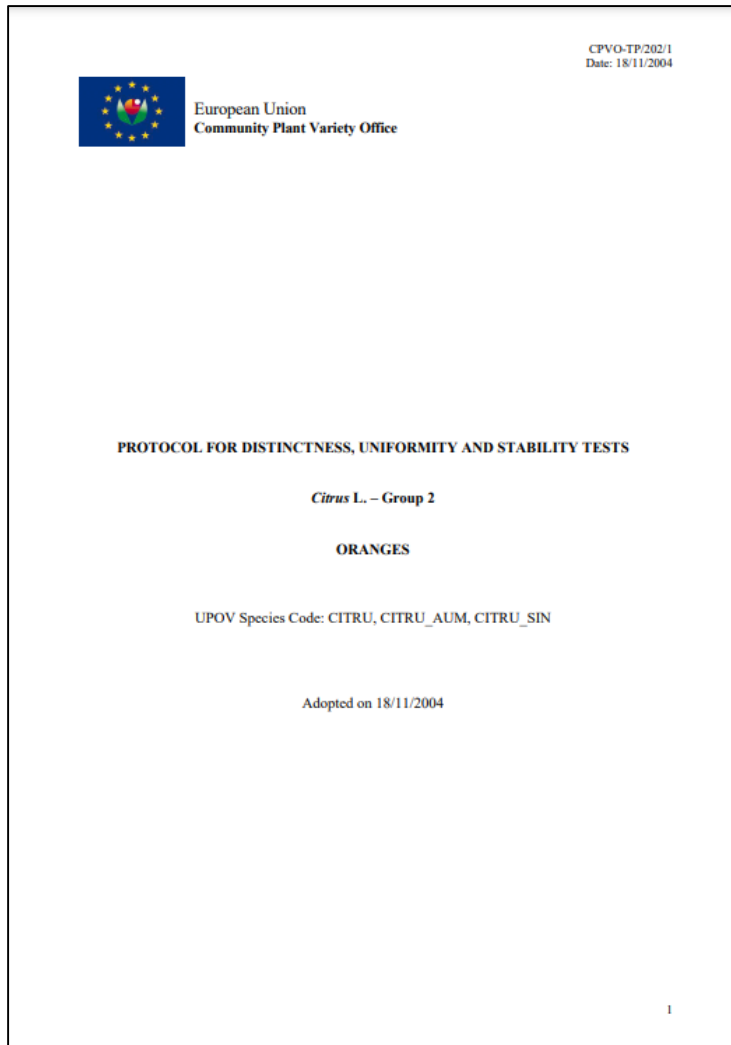 CPVO-TP/202/1
Date: 18/11/2004
European Union
Community Plant Variety Office
PROTOCOL FOR DISTINCTNESS, UNIFORMITY AND STABILITY TESTS
Citrus L. – Group 2
ORANGES
UPOV Species Code: CITRU, CITRU_AUM, CITRU_SIN
Adopted on 18/11/2004
1